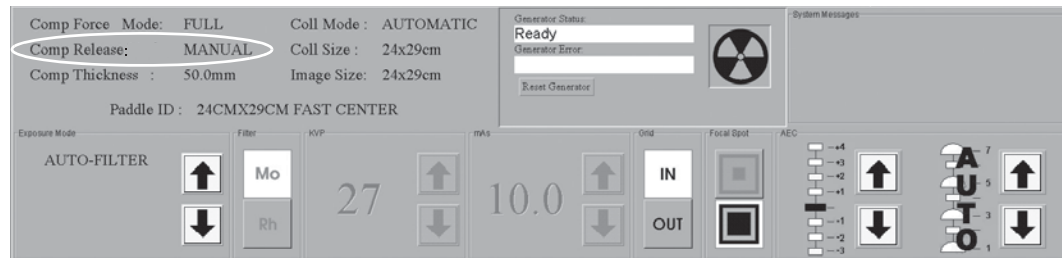 Comp Force Mode: FULL
Comp Release: MANUAL
Comp Thickness : 50.0mm
Coll Mode : AUTOMATIC
Coll Size : 24x29cm
Image Size: 24x29cm
Paddle ID : 24CMX29CM FAST CENTER
Generator Status:
Ready
Generator Error:
Reset Generator
System Messages
Exposure Mode
AUTO-FILTER
Filter
Mo
Rh
KVP
27
mAs
10.0
Grid
IN
OUT
Focal Spot
AEC
+4
+3
+2
+1
-1
-2
-3
AUTO
7
5
3
1